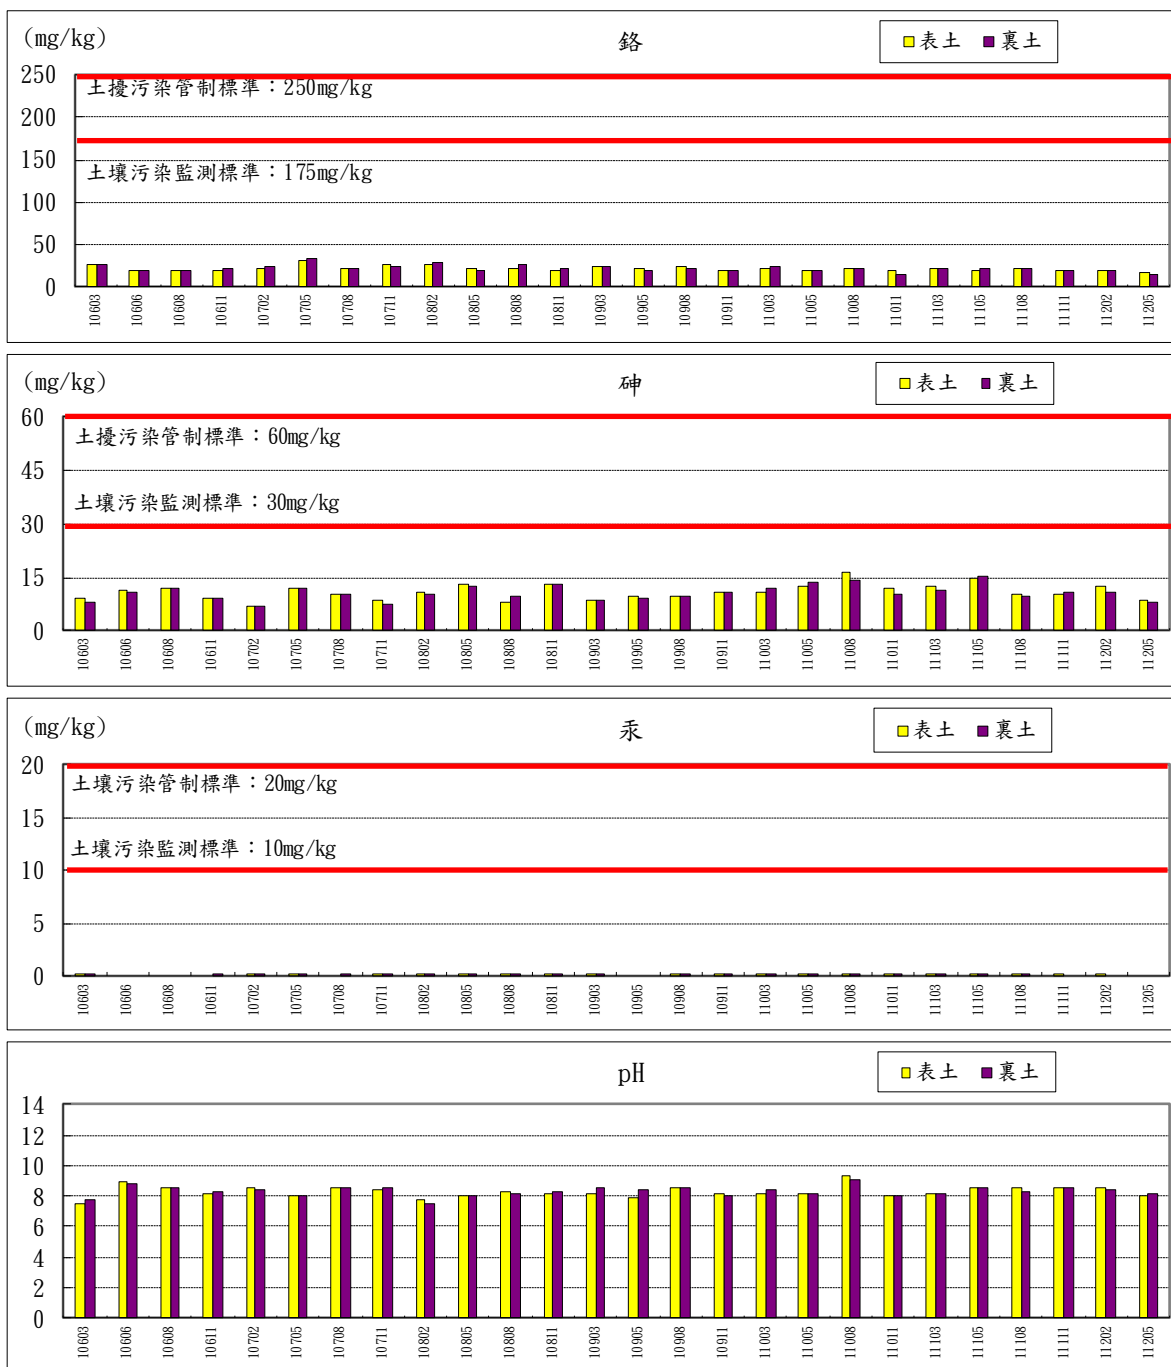 (mg/kg)
鉻
表土 裏土
250
200
150
100
50
0
土擾污染管制標準：250mg/kg
土壤污染監測標準：175mg/kg
10603 10606 10608 10611 10702 10705 10708 10711 10802 10805 10808 10811 10903 10905 10908 10911 11003 11005 11008 11011 11103 11105 11108 11111 11202 11205
(mg/kg)
砷
表土 裏土
60
45
30
15
0
土擾污染管制標準：60mg/kg
土壤污染監測標準：30mg/kg
10603 10606 10608 10611 10702 10705 10708 10711 10802 10805 10808 10811 10903 10905 10908 10911 11003 11005 11008 11011 11103 11105 11108 11111 11202 11205
(mg/kg)
汞
表土 裏土
20
15
10
5
0
土壤污染管制標準：20mg/kg
土壤污染監測標準：10mg/kg
10603 10606 10608 10611 10702 10705 10708 10711 10802 10805 10808 10811 10903 10905 10908 10911 11003 11005 11008 11011 11103 11105 11108 11111 11202 11205
pH
表土 裏土
14
12
10
8
6
4
2
0
10603 10606 10608 10611 10702 10705 10708 10711 10802 10805 10808 10811 10903 10905 10908 10911 11003 11005 11008 11011 11103 11105 11108 11111 11202 11205